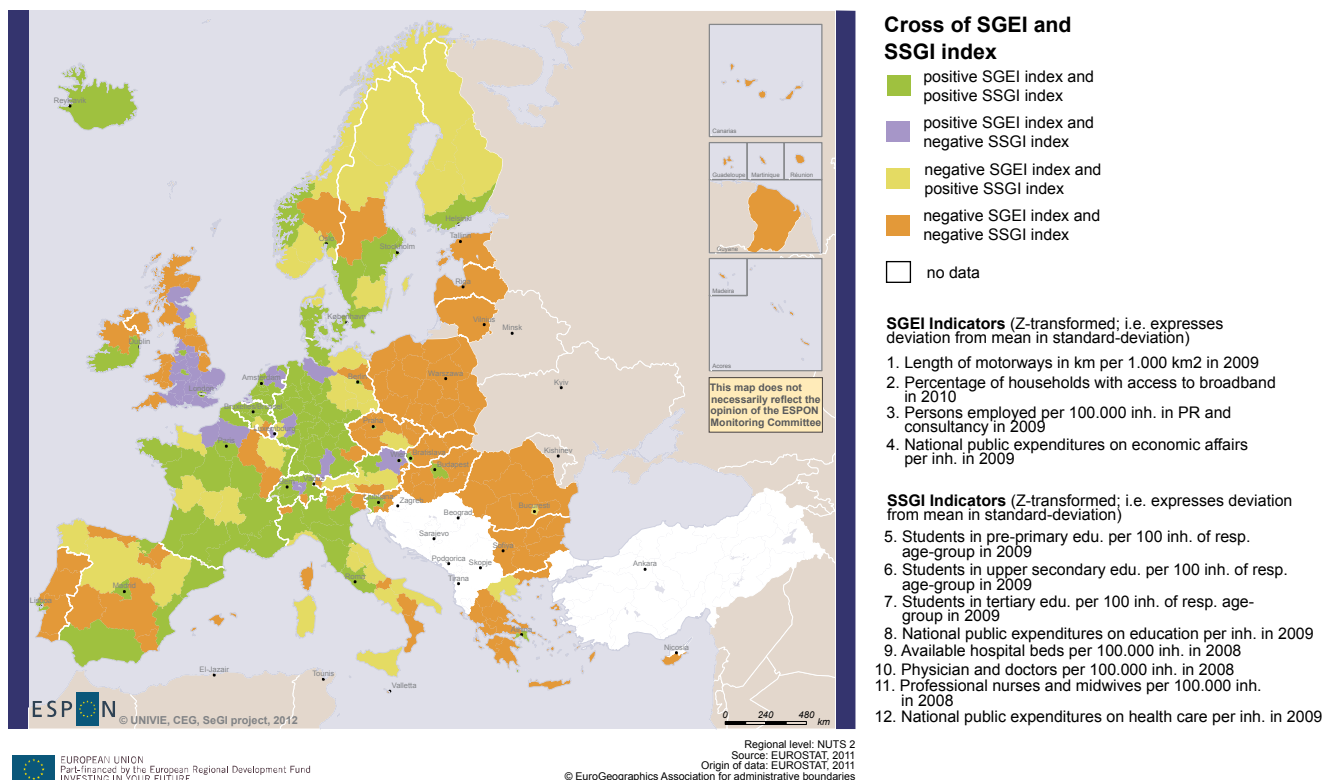 Cross of SGEI and
SSGI index
positive SGEI index and
positive SSGI index
positive SGEI index and
negative SSGI index
negative SGEI index and
positive SSGI index
negative SGEI index and
negative SSGI index
no data
SGEI Indicators (Z-transformed; i.e. expresses
deviation from mean in standard-deviation)
1. Length of motorways in km per 1.000 km2 in 2009
2. Percentage of households with access to broadband
in 2010
3. Persons employed per 100.000 inh. in PR and
consultancy in 2009
4. National public expenditures on economic affairs
per inh. in 2009
SSGI Indicators (Z-transformed; i.e. expresses deviation
from mean in standard-deviation)
5. Students in pre-primary edu. per 100 inh. of resp.
age-group in 2009
6. Students in upper secondary edu. per 100 inh. of resp.
age-group in 2009
7. Students in tertiary edu. per 100 inh. of resp. age-
group in 2009
8. National public expenditures on education per inh. in 2009
9. Available hospital beds per 100.000 inh. in 2008
10. Physician and doctors per 100.000 inh. in 2008
11. Professional nurses and midwives per 100.000 inh.
in 2008
12. National public expenditures on health care per inh. in 2009
Canarias
Guadeloupe
Martinique
Réunion
Guyane
Madeira
Acores
This map does not
necessarily reflect the
opinion of the ESPON
Monitoring Committee
Reykjavik
Oslo
Helsinki
Tallinn
Stockholm
Riga
København
Vilnius
Minsk
Dublin
London
Amsterdam
Berlin
Warszawa
Kyiv
Luxembourg
Paris
Praha
Bratislava
Budapest
Kishinev
Ljubljana
Zagreb
Beograd
Bucuresti
Sarajevo
Sofiya
Podgorica
Skopje
Tirana
Ankara
Roma
Madrid
Lisboa
Athina
Nicosia
El-Jazair
Tounis
Valletta
ESPON
© UNIVIE, CEG, SeGI project, 2012
0 240 480
km
EUROPEAN UNION
Part-financed by the European Regional Development Fund
INVESTING IN YOUR FUTURE
Regional level: NUTS 2
Source: EUROSTAT, 2011
Origin of data: EUROSTAT, 2011
© EuroGeographics Association for administrative boundaries